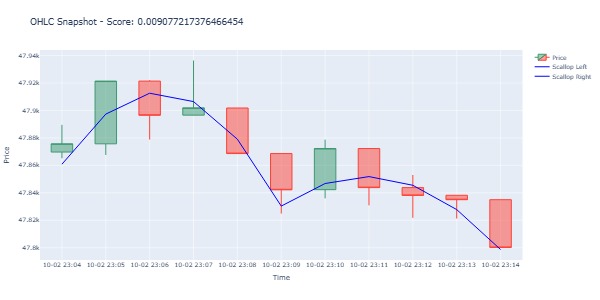 OHLC Snapshot - Score: 0.009077217376466454
47.94k
47.92k
47.9k
47.88k
47.86k
47.84k
47.82k
47.8k
Price
10-02 23:04 10-02 23:05 10-02 23:06 10-02 23:07 10-02 23:08 10-02 23:09 10-02 23:10 10-02 23:11 10-02 23:12 10-02 23:13 10-02 23:14
Time
Price
Scallop Left
Scallop Right